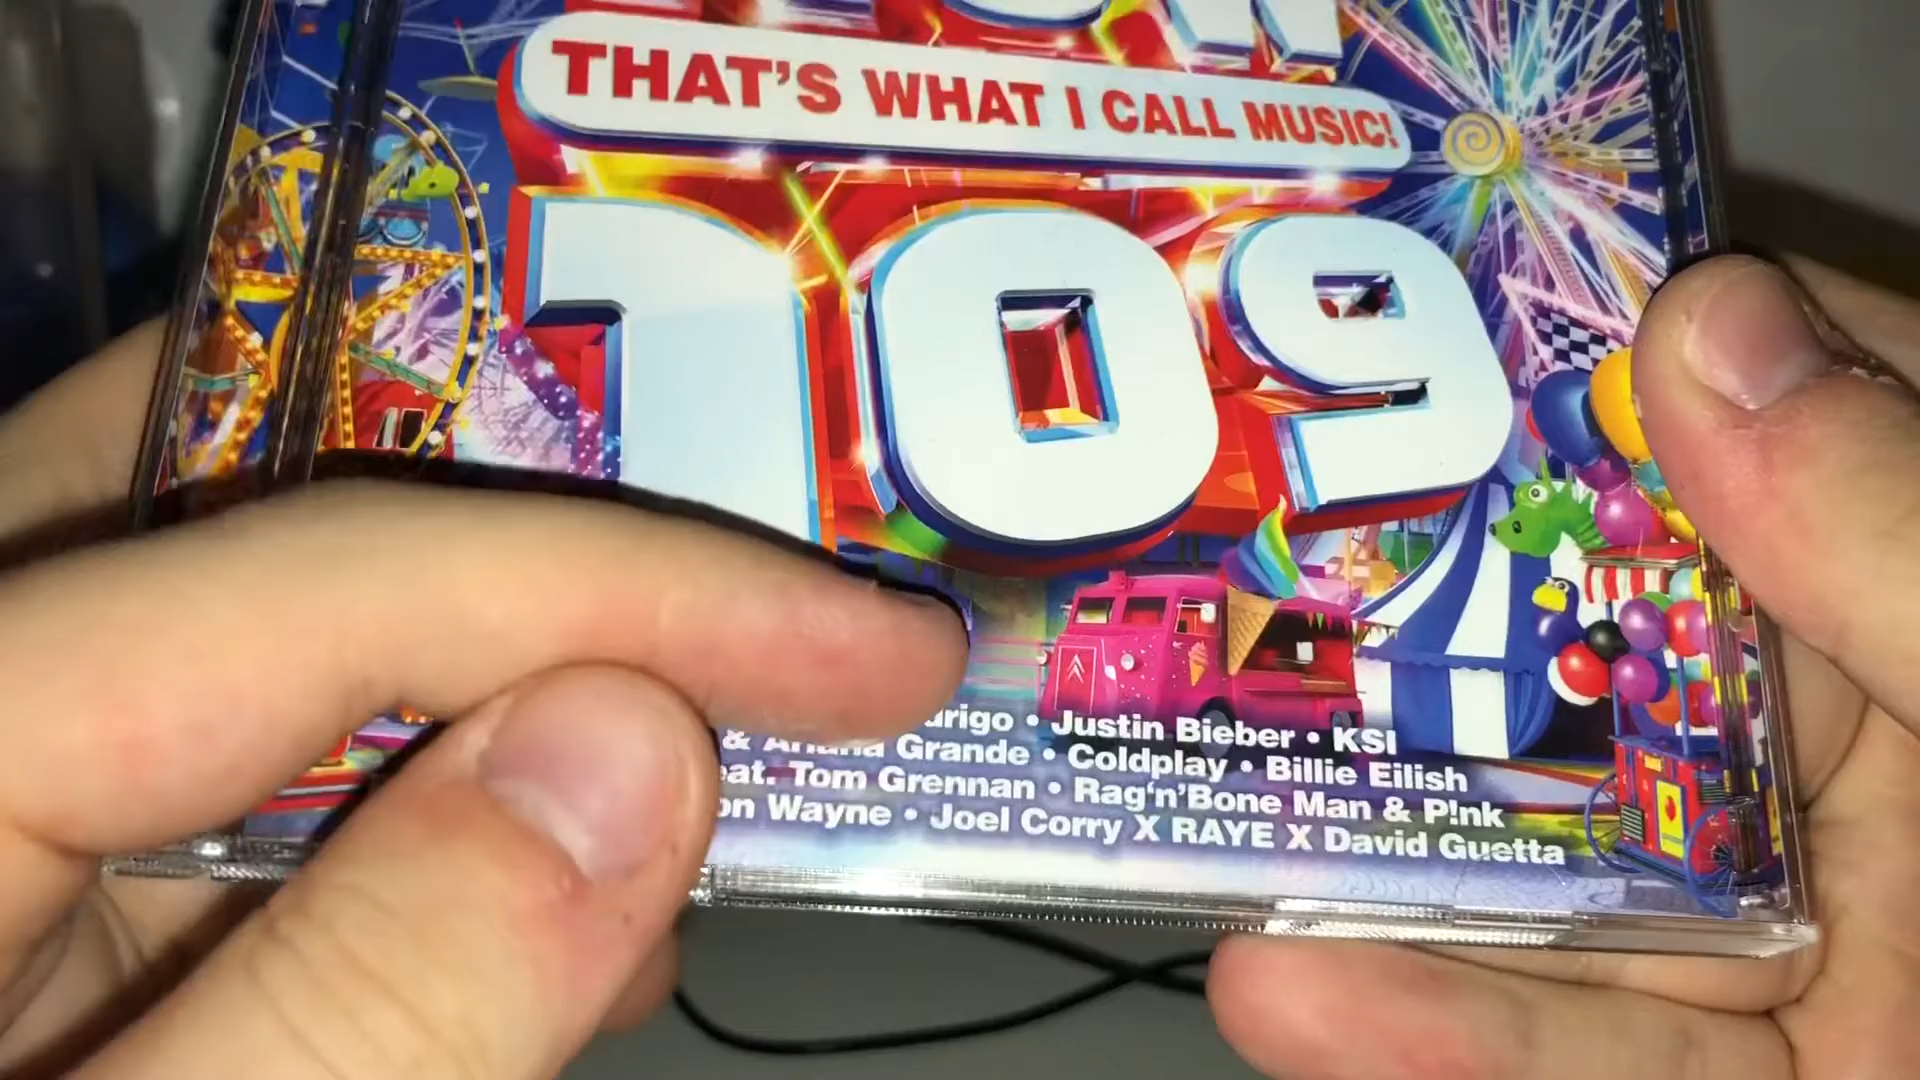 THAT'S WHAT I CALL MUSIC!
109
• Justin Bieber • KSI
& Ariana Grande • Coldplay • Billie Eilish
Tom Grennan • Rag'n'Bone Man & P!nk
Wayne • Joel Corry X RAYE X David Guetta